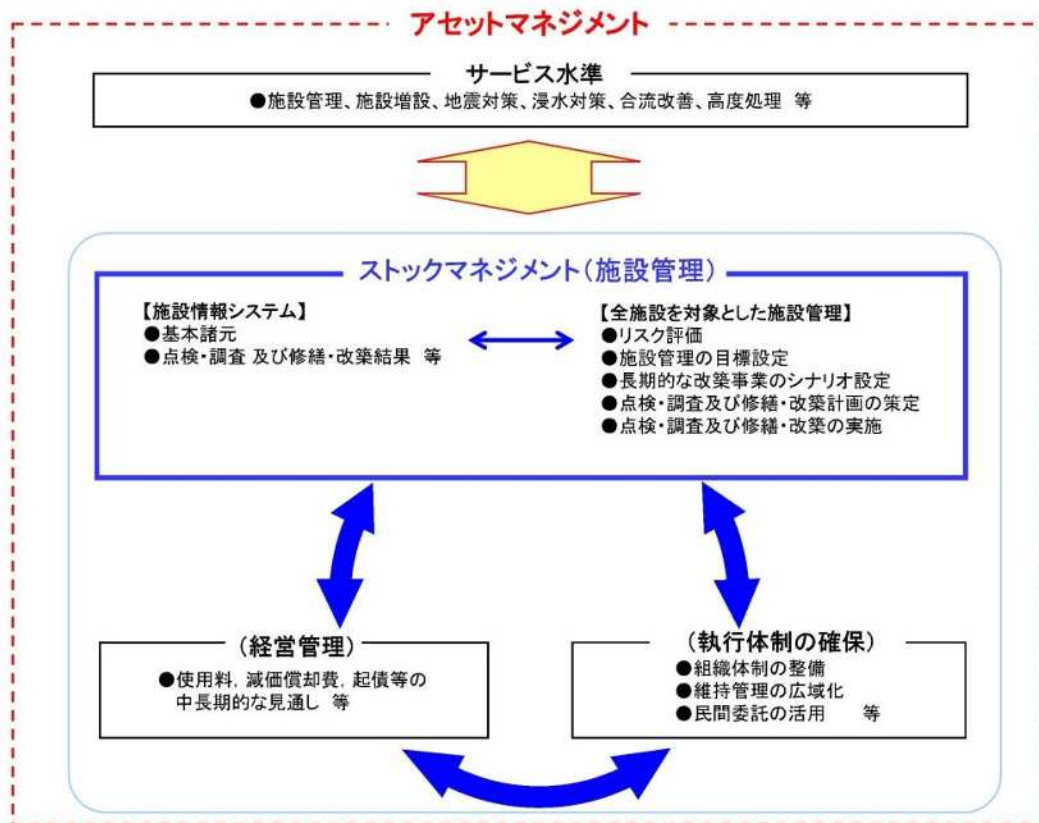 アセットマネジメント
サービス水準
●施設管理、施設増設、地震対策、浸水対策、合流改善、高度処理 等
ストックマネジメント(施設管理)
【施設情報システム】
●基本諸元
●点検・調査 及び修繕・改築結果 等
【全施設を対象とした施設管理】
●リスク評価
●施設管理の目標設定
●長期的な改築事業のシナリオ設定
●点検・調査及び修繕・改築計画の策定
●点検・調査及び修繕・改築の実施
(経営管理)
●使用料, 減価償却費, 起債等の
中長期的な見通し 等
(執行体制の確保)
●組織体制の整備
●維持管理の広域化
●民間委託の活用 等